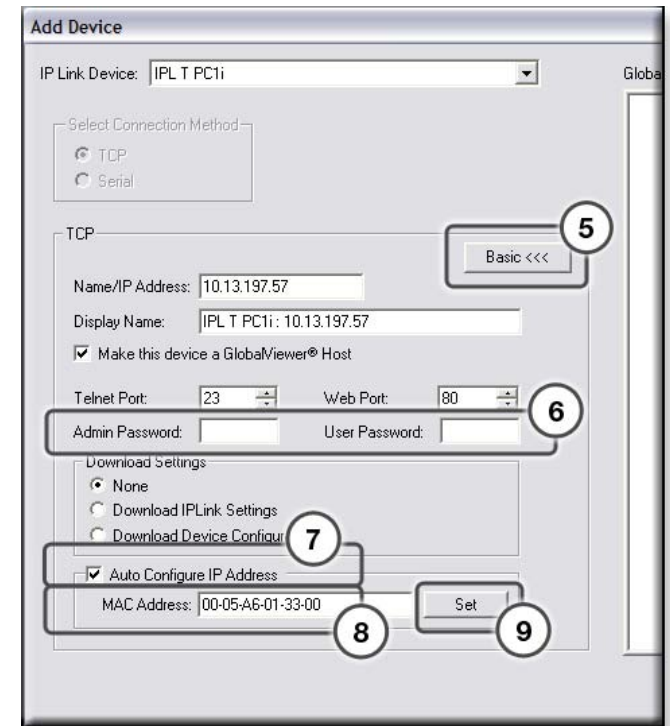 Add Device
IP Link Device: IPL T PC1i
Globa
Select Connection Method
TCP
Serial
TCP
5
Basic <<<
Name/IP Address: 10.13.197.57
Display Name: IPL T PC1i : 10.13.197.57
Make this device a GlobalViewer® Host
Telnet Port: 23 Web Port: 80
6
Admin Password: User Password:
Download Settings
None
Download IPLink Settings
Download Device Configur
7
Auto Configure IP Address
MAC Address: 00-05-A6-01-33-00 Set
8 9